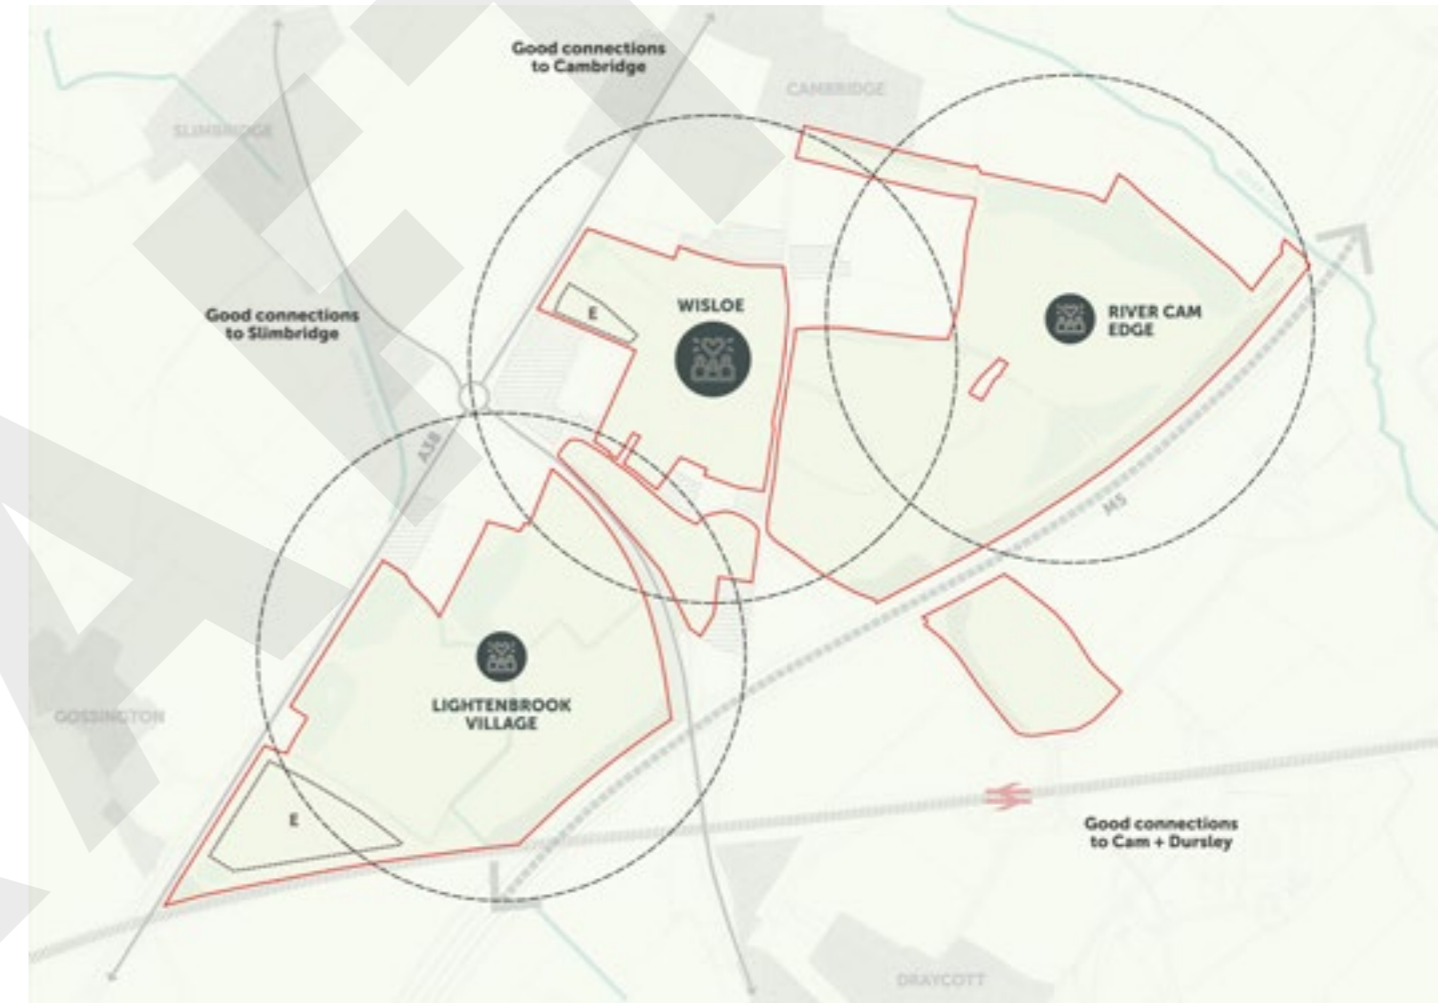 Good connections
to Cambridge
CAMBRIDGE
SLIMBRIDGE
Good connections
to Slimbridge
E
WISLOE
RIVER CAM
EDGE
A38
M5
LIGHTENBROOK
VILLAGE
GOSSINGTON
E
Good connections
to Cam + Dursley
DRAYCOTT